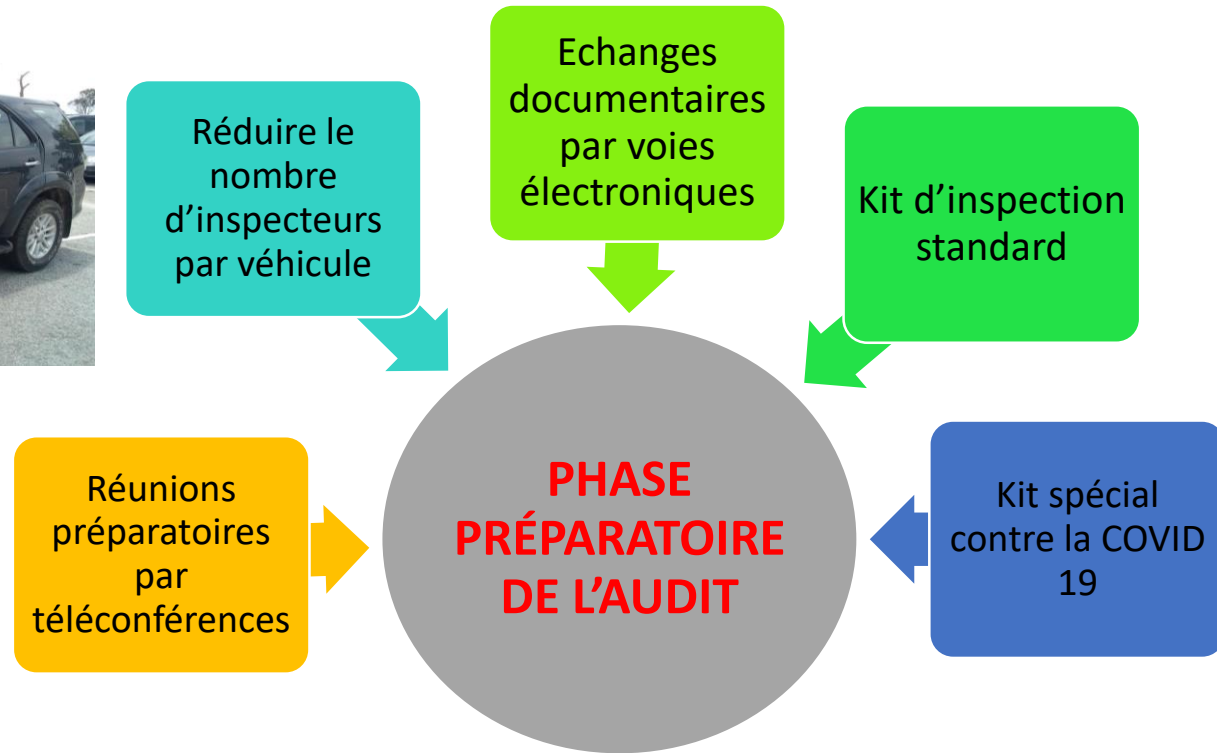 Echanges
documentaires
par voies
électroniques
Réduire le
nombre
d’inspecteurs
par véhicule
Kit d’inspection
standard
Réunions
préparatoires
par
téléconférences
PHASE
PRÉPARATOIRE
DE L’AUDIT
Kit spécial
contre la COVID
19